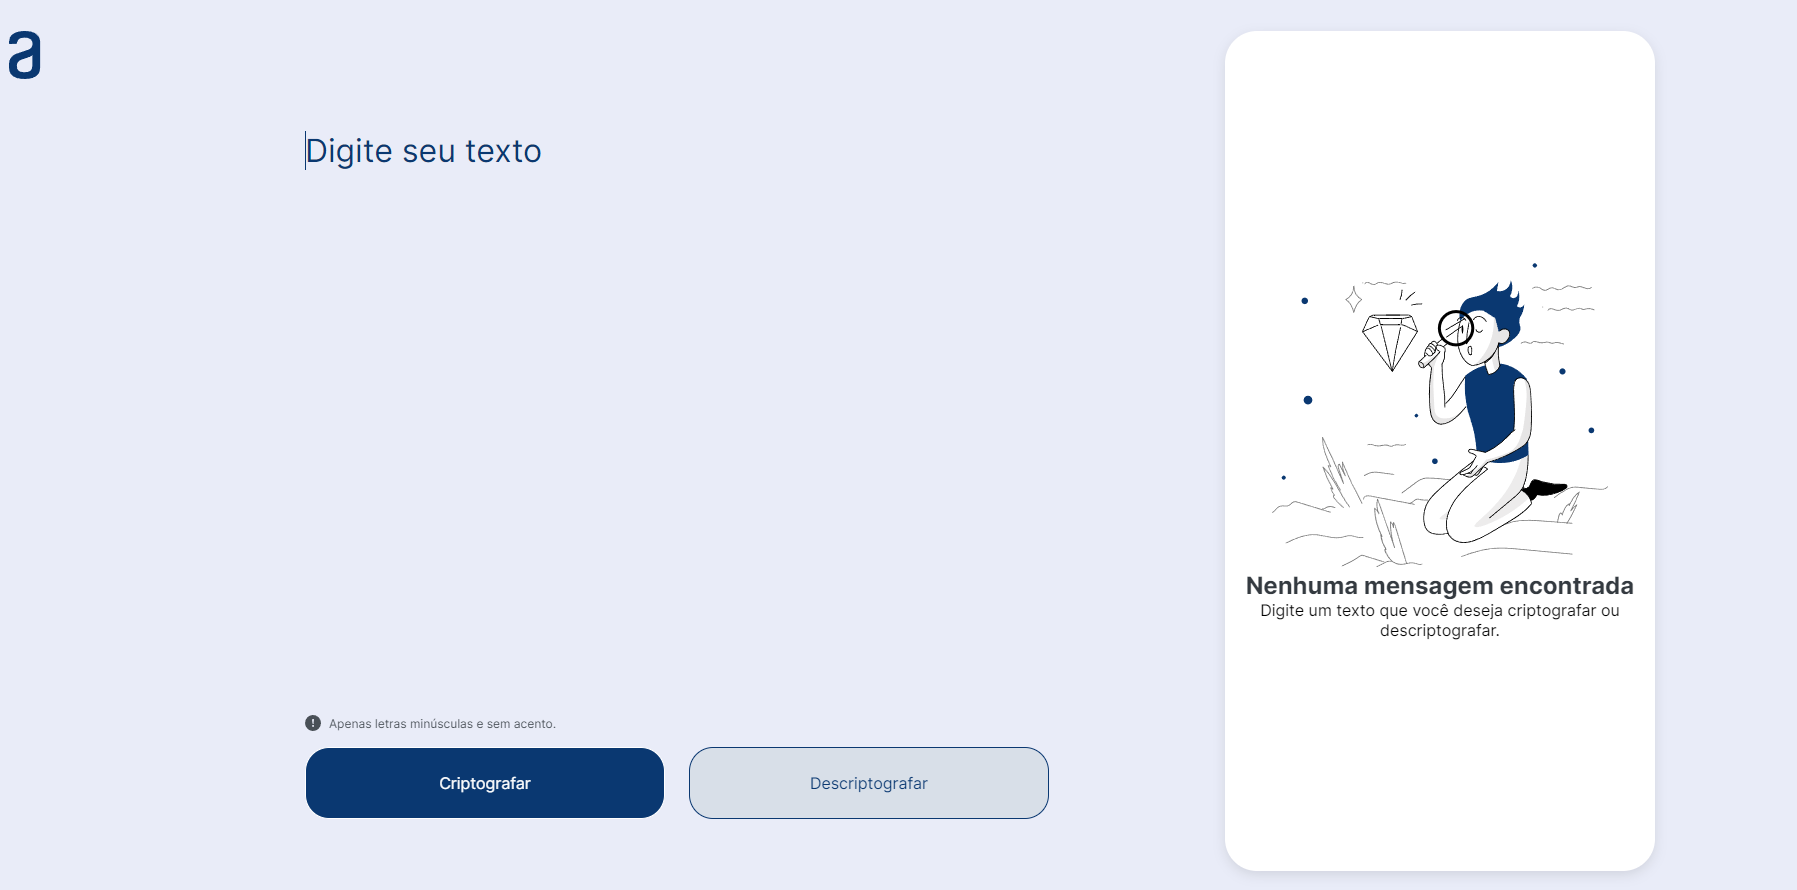 a
Digite seu texto
Apenas letras minúsculas e sem acento.
Criptografar
Descriptografar
Nenhuma mensagem encontrada
Digite um texto que você deseja criptografar ou
descriptografar.